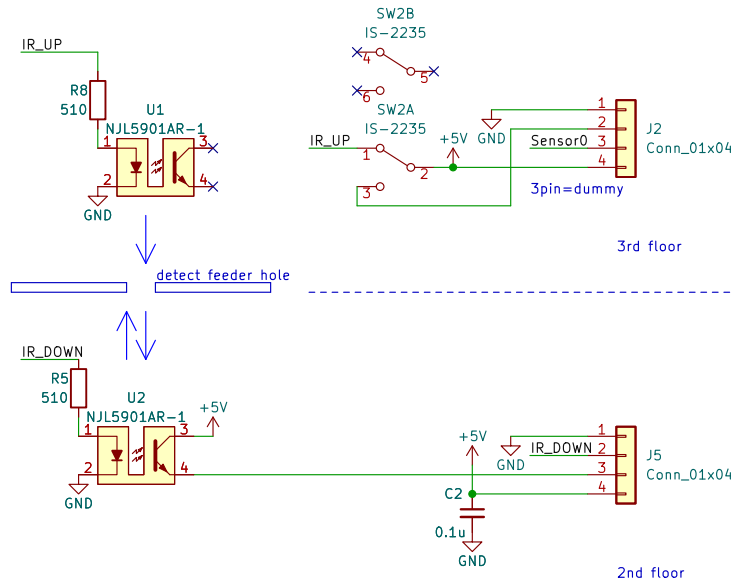 SW2B
IS-2235
4
5
6
IR_UP
R8
510
U1
NJL5901AR-1
1
2
3
4
GND
SW2A
IS-2235
IR_UP
1
2
3
+5V
GND
Sensor0
1
2
3
4
J2
Conn_01x04
3pin=dummy
3rd floor
detect feeder hole
IR_DOWN
R5
510
U2
NJL5901AR-1
1
2
3
4
+5V
GND
+5V
C2
0.1u
GND
GND
IR_DOWN
1
2
3
4
J5
Conn_01x04
2nd floor